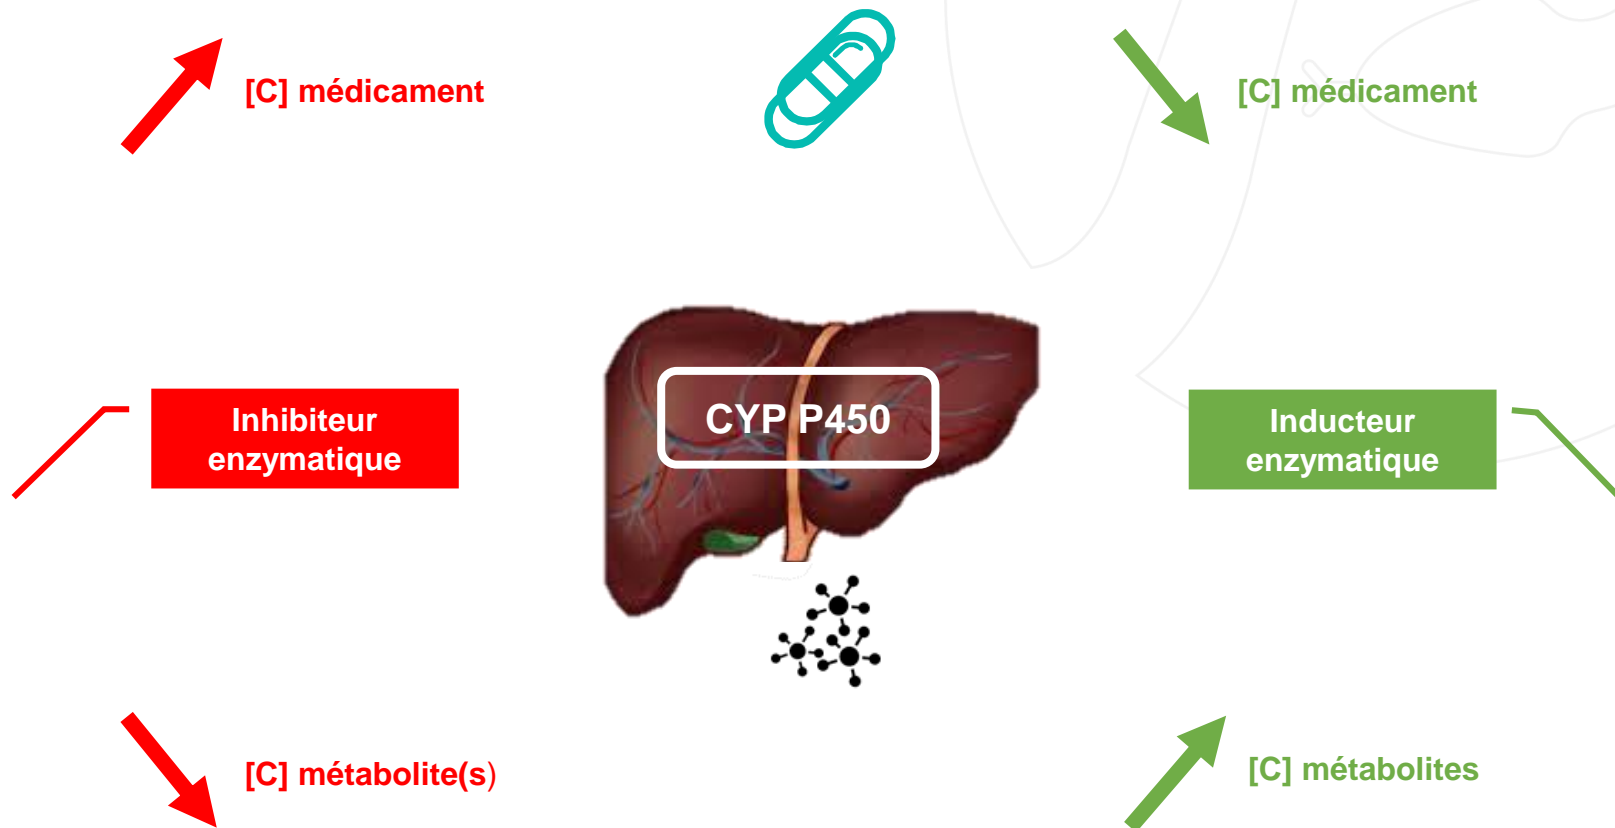 [C] médicament
[C] médicament
Inhibiteur
enzymatique
CYP P450
Inducteur
enzymatique
[C] métabolite(s)
[C] métabolites